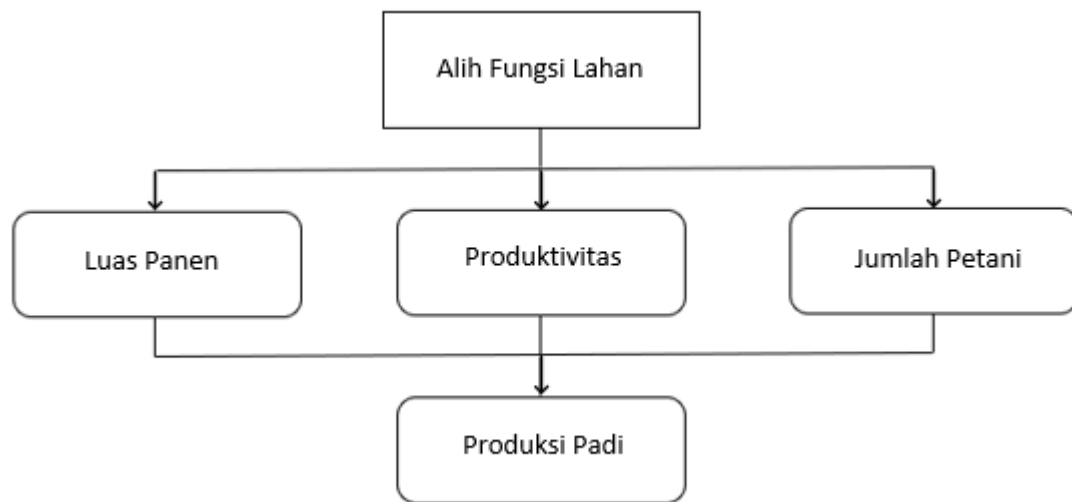 Alih Fungsi Lahan
Luas Panen
Produktivitas
Jumlah Petani
Produksi Padi